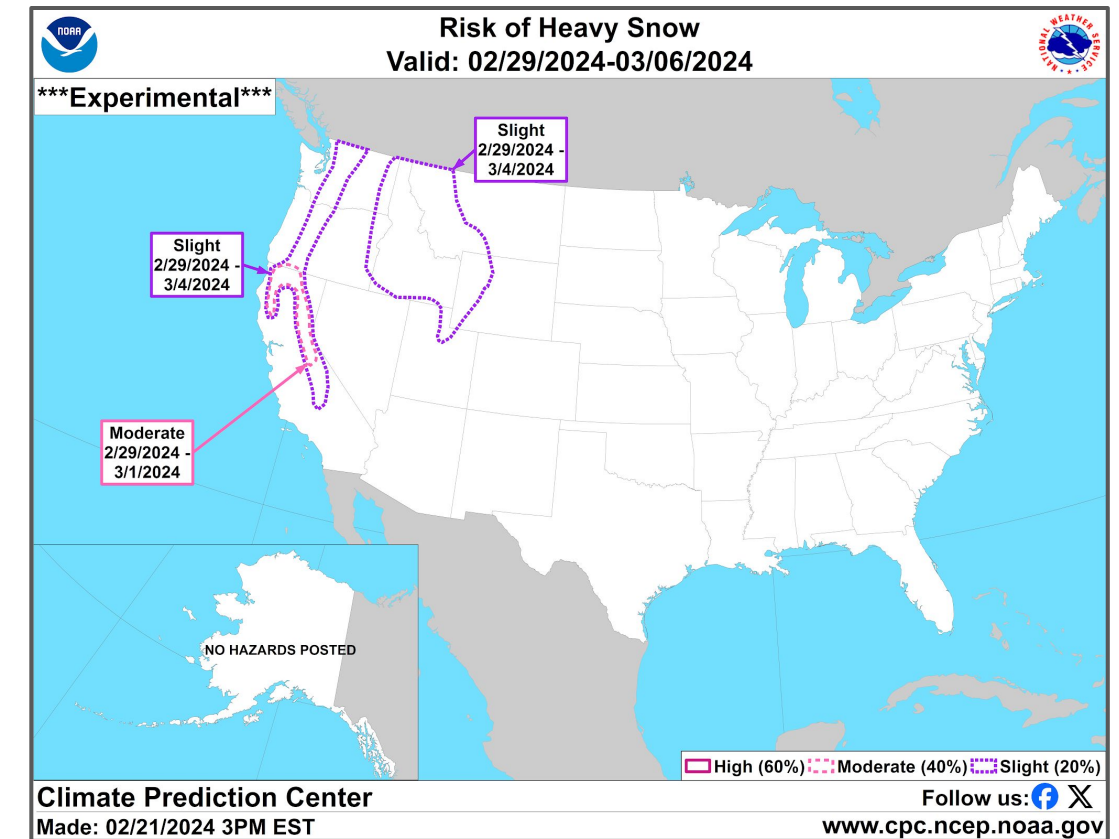 NOAA
Risk of Heavy Snow
Valid: 02/29/2024-03/06/2024
NATIONAL WEATHER SERVICE
***Experimental***
Slight
2/29/2024 -
3/4/2024
Slight
2/29/2024 -
3/4/2024
Moderate
2/29/2024 -
3/1/2024
NO HAZARDS POSTED
High (60%) Moderate (40%) Slight (20%)
Climate Prediction Center
Follow us:
Made: 02/21/2024 3PM EST
www.cpc.ncep.noaa.gov